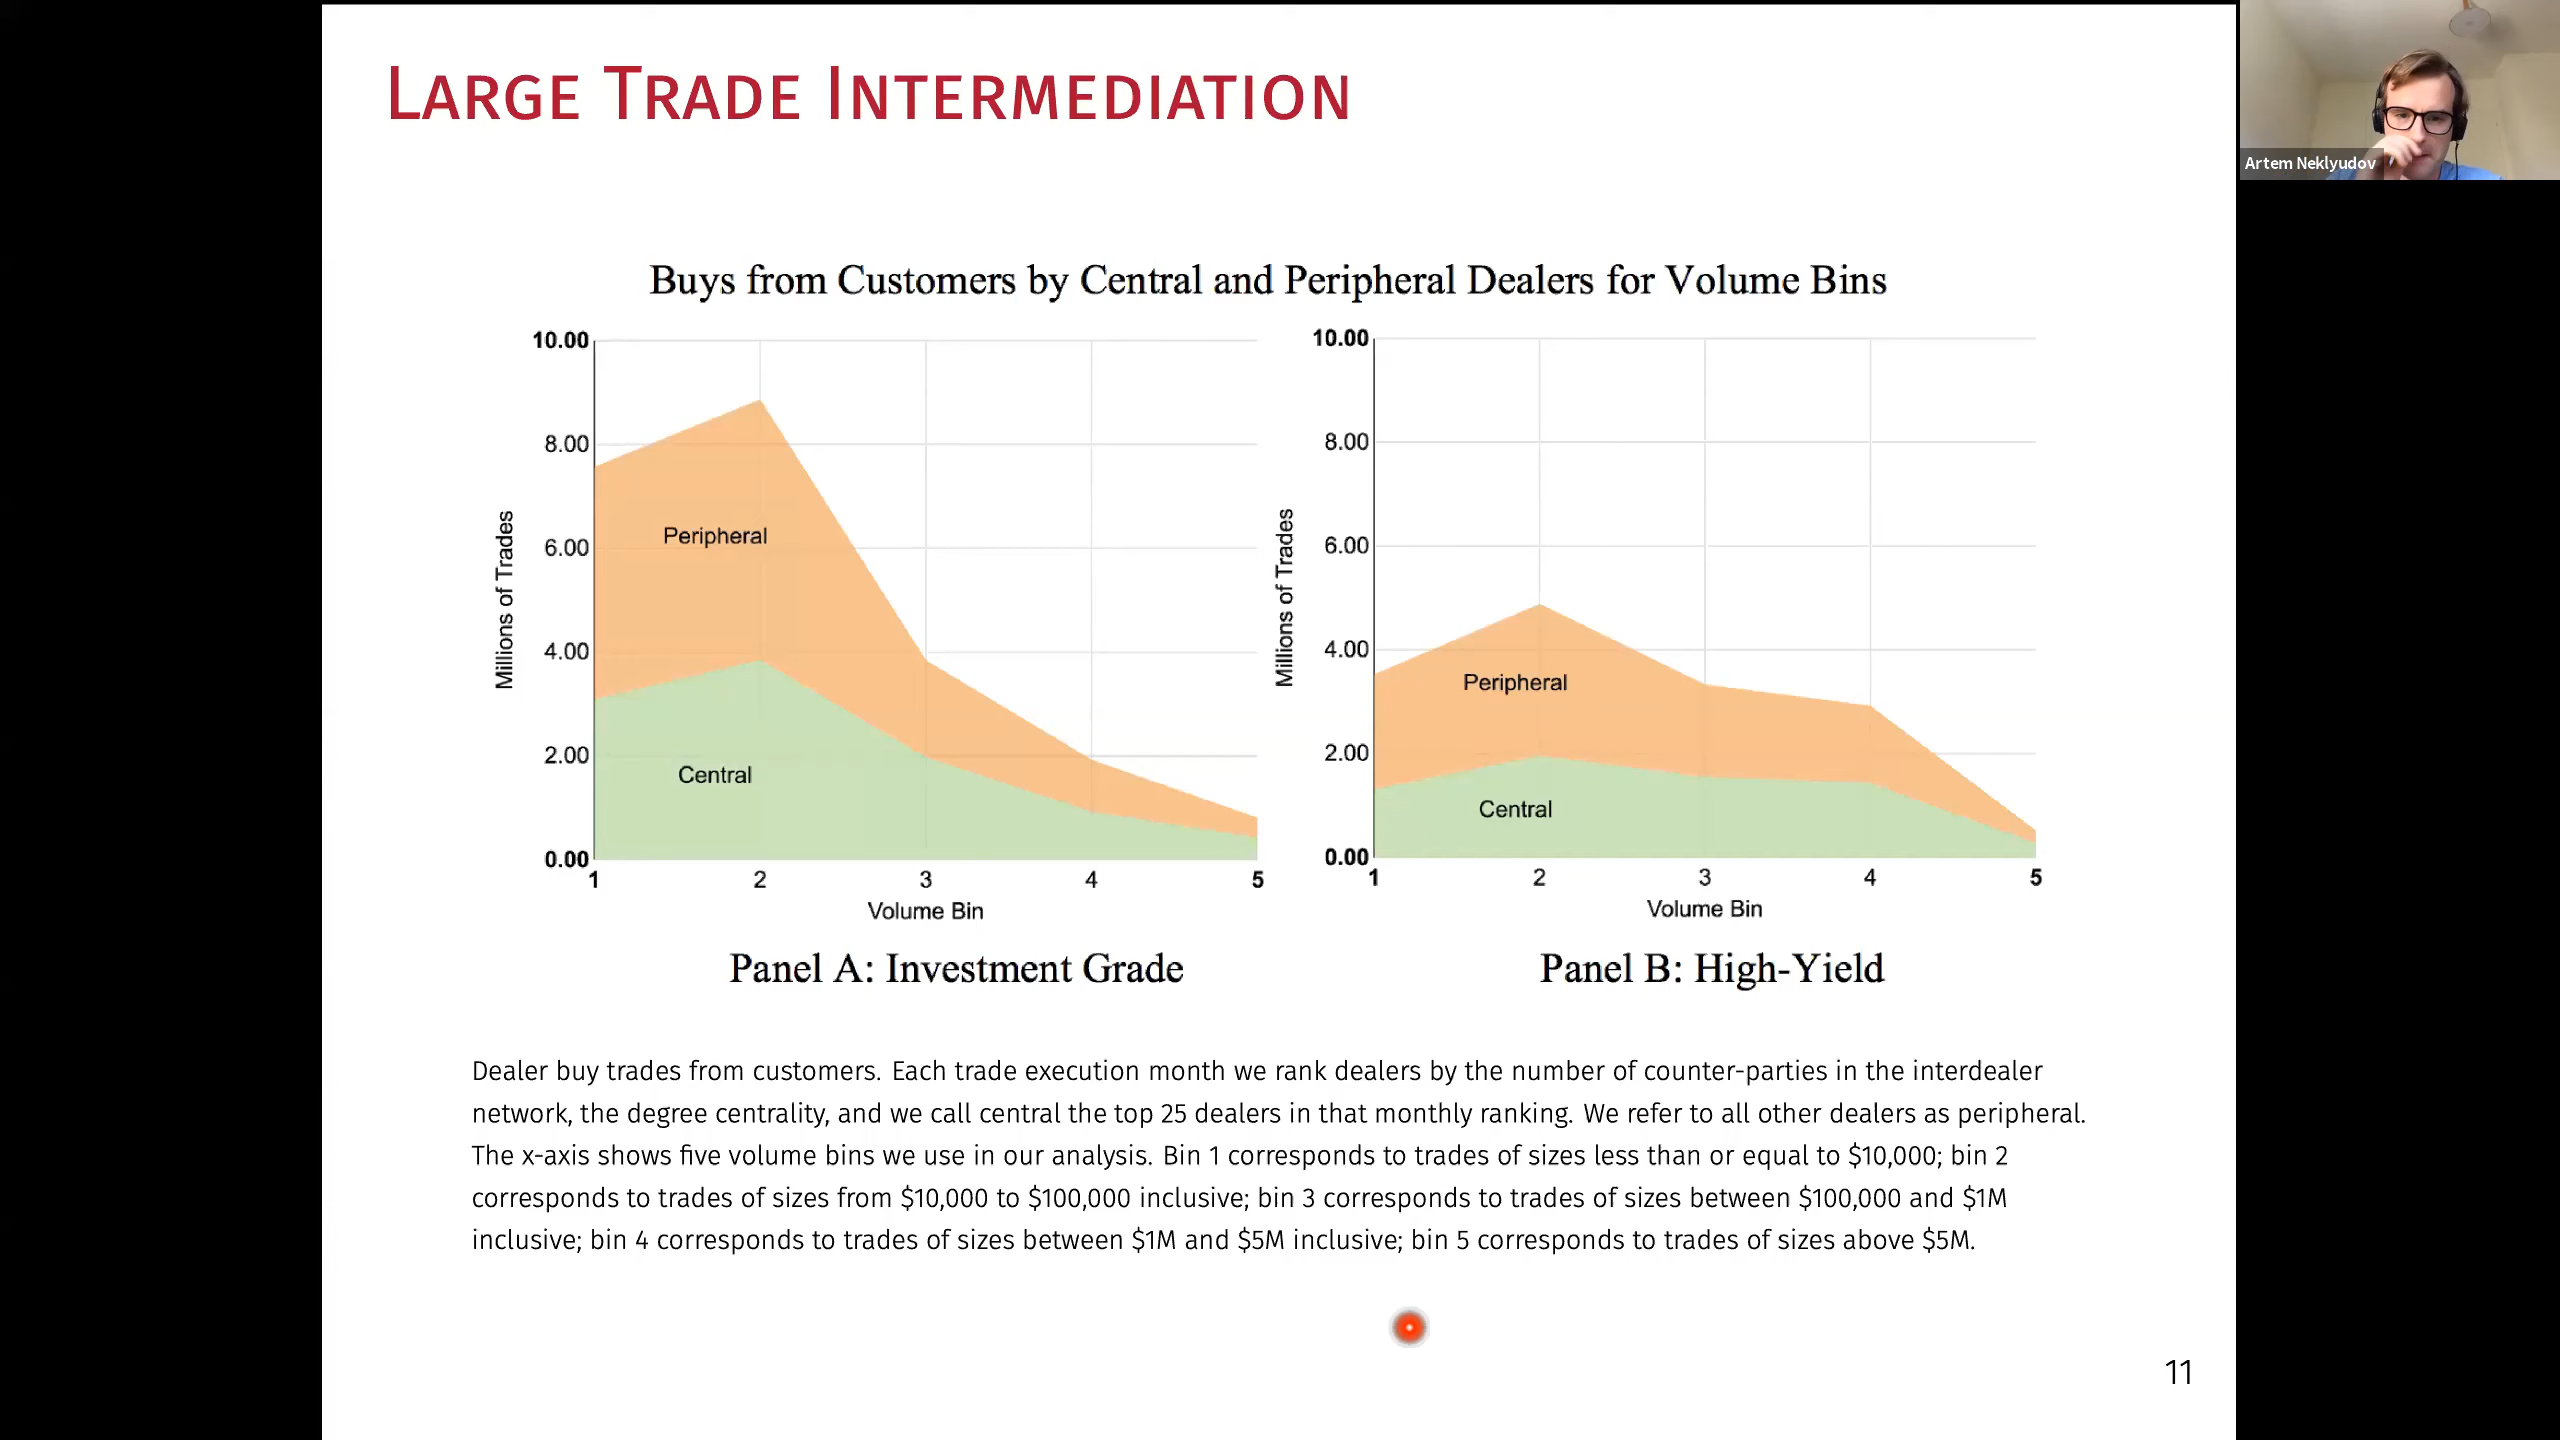 LARGE TRADE INTERMEDIATION
Artem Neklyudov
Buys from Customers by Central and Peripheral Dealers for Volume Bins
10.00
8.00
6.00
4.00
2.00
0.00
Millions of Trades
Peripheral
Central
1 2 3 4 5
Volume Bin
Panel A: Investment Grade
10.00
8.00
6.00
4.00
2.00
0.00
Millions of Trades
Peripheral
Central
1 2 3 4 5
Volume Bin
Panel B: High-Yield
Dealer buy trades from customers. Each trade execution month we rank dealers by the number of counter-parties in the interdealer
network, the degree centrality, and we call central the top 25 dealers in that monthly ranking. We refer to all other dealers as peripheral.
The x-axis shows five volume bins we use in our analysis. Bin 1 corresponds to trades of sizes less than or equal to $10,000; bin 2
corresponds to trades of sizes from $10,000 to $100,000 inclusive; bin 3 corresponds to trades of sizes between $100,000 and $1M
inclusive; bin 4 corresponds to trades of sizes between $1M and $5M inclusive; bin 5 corresponds to trades of sizes above $5M.
11